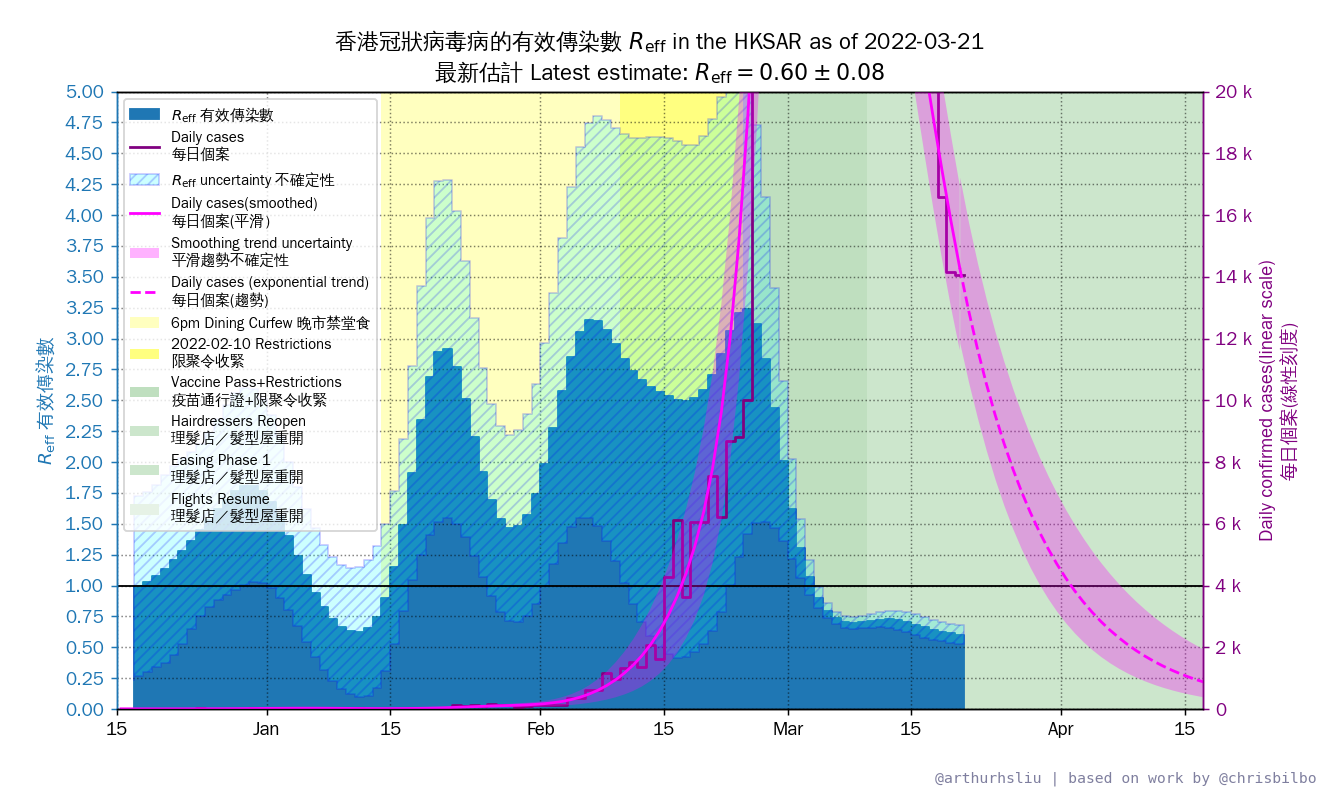 香港冠狀病毒病的有效傳染數 Reff in the HKSAR as of 2022-03-21
最新估計 Latest estimate: Reff = 0.60 ± 0.08
Reff 有效傳染數
5.00
4.75
4.50
4.25
4.00
3.75
3.50
3.25
3.00
2.75
2.50
2.25
2.00
1.75
1.50
1.25
1.00
0.75
0.50
0.25
0.00
Reff 有效傳染數
Daily cases
每日個案
Reff uncertainty 不確定性
Daily cases(smoothed)
每日個案(平滑)
Smoothing trend uncertainty
平滑趨勢不確定性
Daily cases (exponential trend)
每日個案(趨勢)
6pm Dining Curfew 晚市禁堂食
2022-02-10 Restrictions
限聚令收緊
Vaccine Pass+Restrictions
疫苗通行證+限聚令收緊
Hairdressers Reopen
理髮店／髮型屋重開
Easing Phase 1
理髮店／髮型屋重開
Flights Resume
理髮店／髮型屋重開
20 k
18 k
16 k
14 k
12 k
10 k
8 k
6 k
4 k
2 k
0
Daily confirmed cases(linear scale)
每日個案(線性刻度)
15 Jan 15 Feb 15 Mar 15 Apr 15
@arthurhsliu | based on work by @chrisbilbo